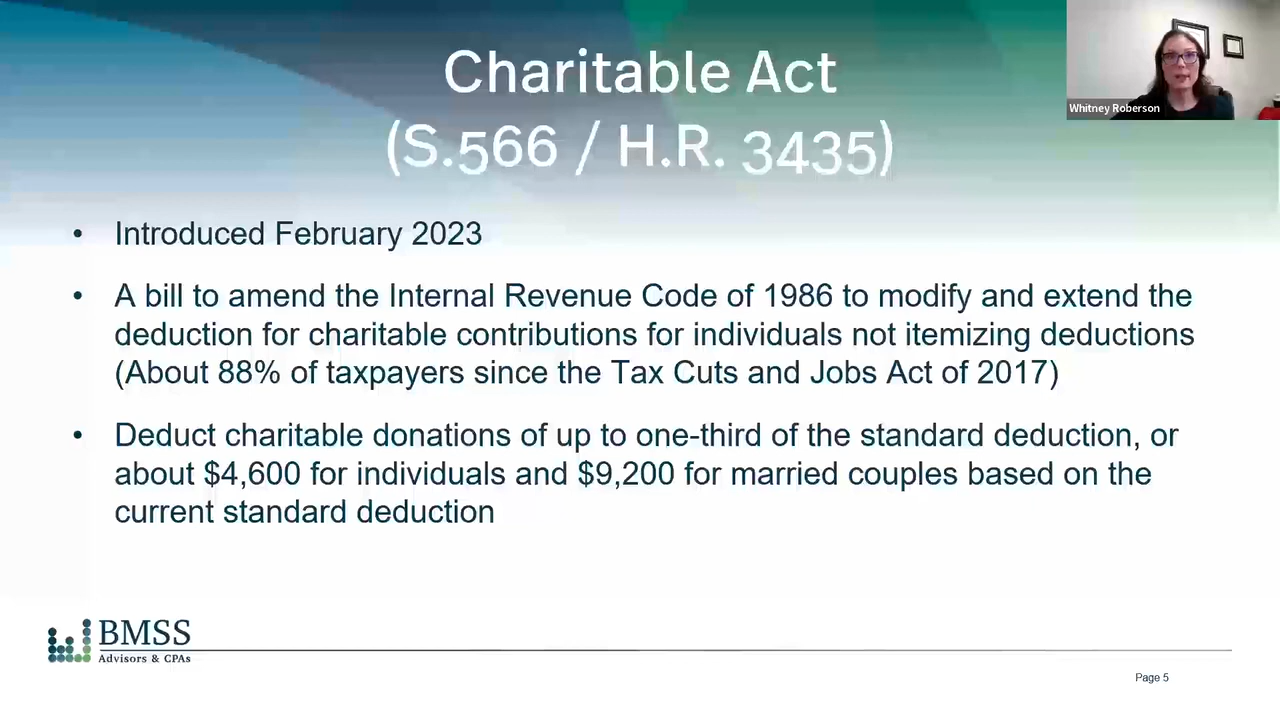 Charitable Act
(S.566 / H.R. 3435)
Whitney Roberson
• Introduced February 2023
• A bill to amend the Internal Revenue Code of 1986 to modify and extend the
deduction for charitable contributions for individuals not itemizing deductions
(About 88% of taxpayers since the Tax Cuts and Jobs Act of 2017)
• Deduct charitable donations of up to one-third of the standard deduction, or
about $4,600 for individuals and $9,200 for married couples based on the
current standard deduction
BMSS
Advisors & CPAs
Page 5